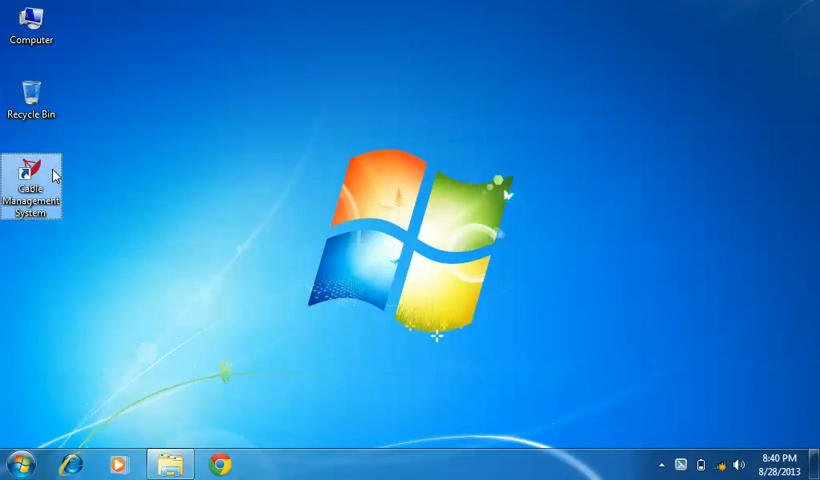 Computer
Recycle Bin
Cable
Management
System
8:40 PM
8/28/2013